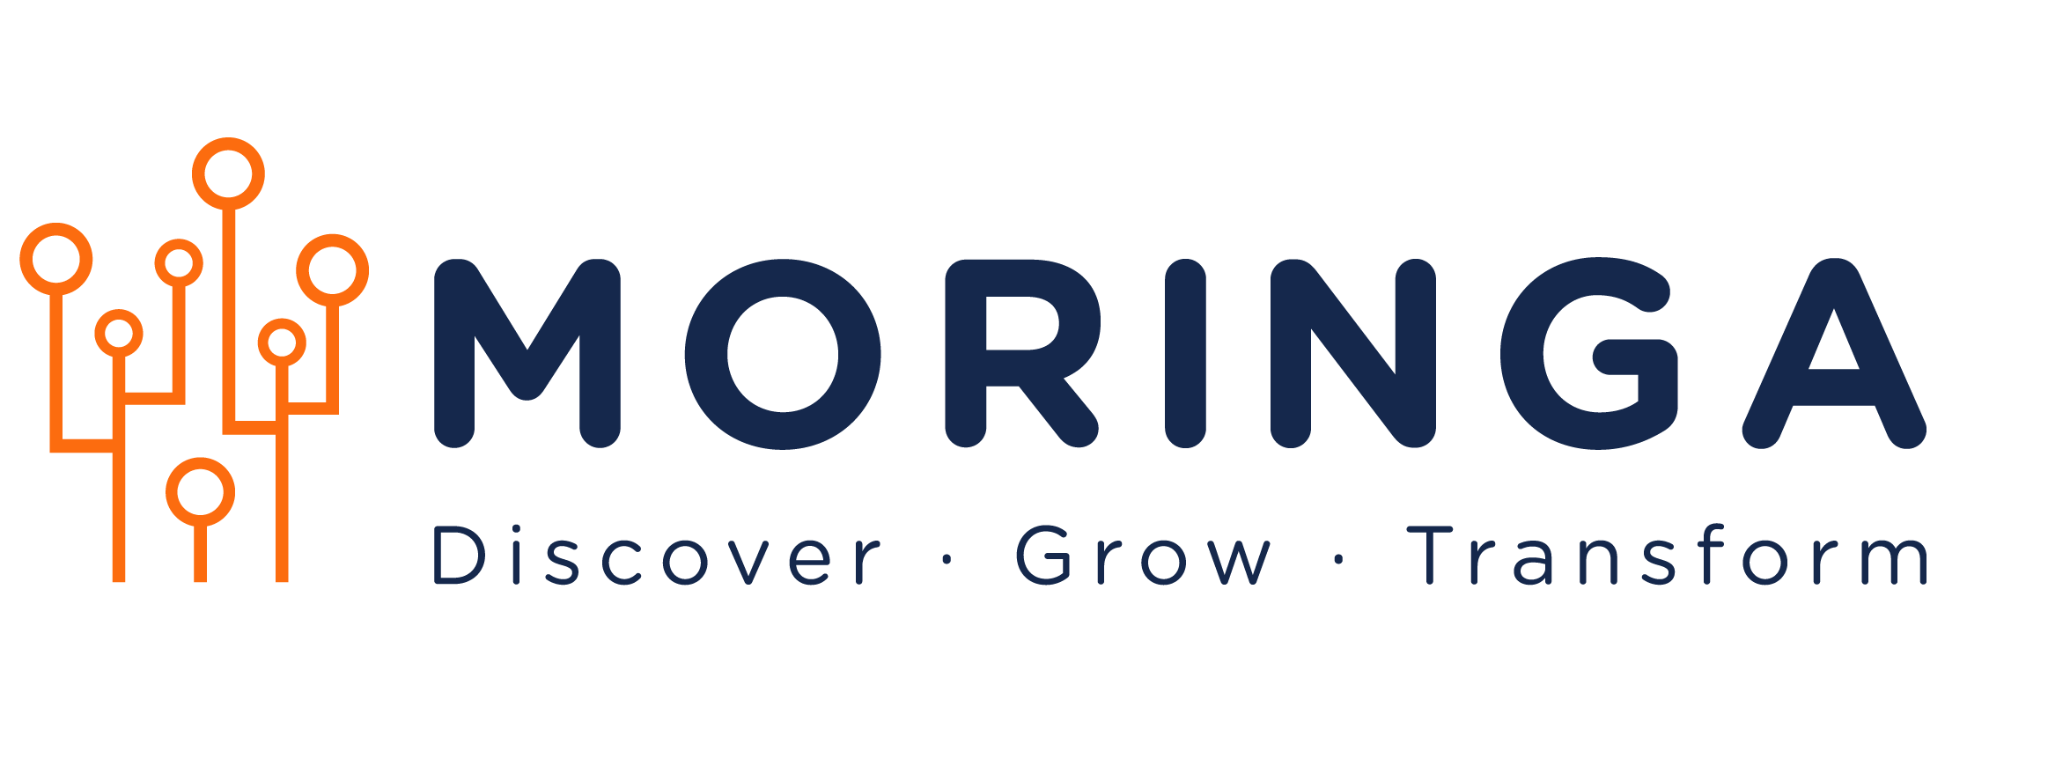 MORINGA
Discover · Grow · Transform